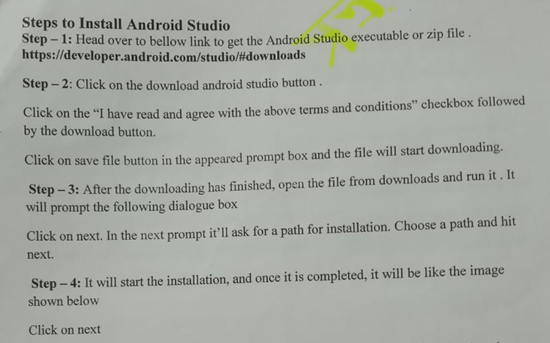 Steps to Install Android Studio
Step – 1: Head over to bellow link to get the Android Studio executable or zip file .
https://developer.android.com/studio/#downloads
Step – 2: Click on the download android studio button .
Click on the “I have read and agree with the above terms and conditions” checkbox followed
by the download button.
Click on save file button in the appeared prompt box and the file will start downloading.
Step – 3: After the downloading has finished, open the file from downloads and run it . It
will prompt the following dialogue box
Click on next. In the next prompt it’ll ask for a path for installation. Choose a path and hit
next.
Step – 4: It will start the installation, and once it is completed, it will be like the image
shown below
Click on next